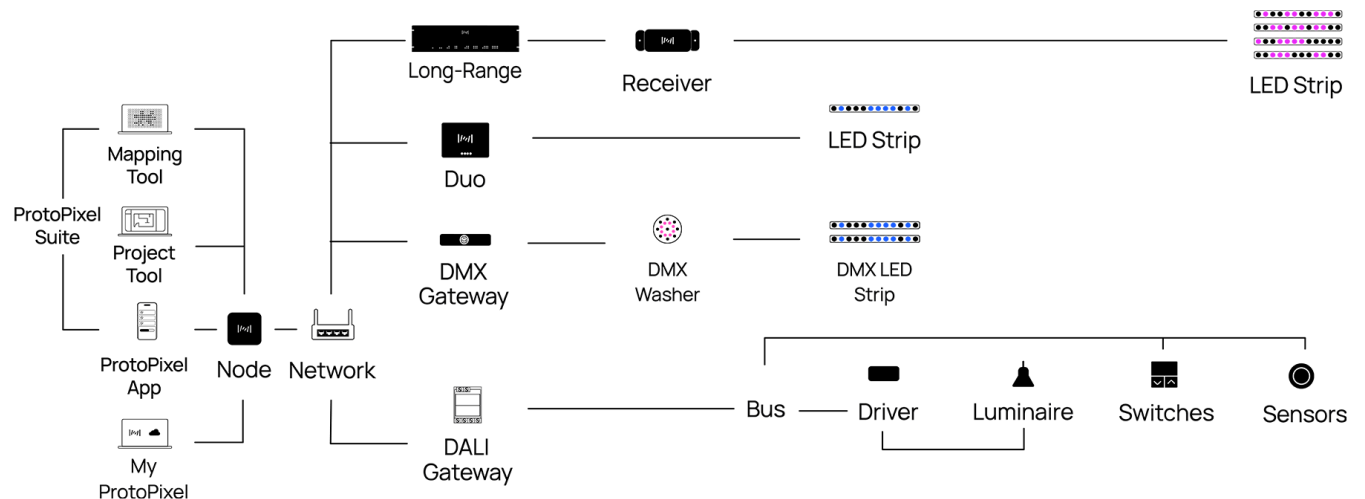 Long-Range
Receiver
LED Strip
Mapping
Tool
Duo
LED Strip
ProtoPixel
Suite
Project
Tool
DMX
Gateway
DMX
Washer
DMX LED
Strip
ProtoPixel
App
Node
Network
Bus
Driver
Luminaire
Switches
Sensors
DALI
Gateway
My
ProtoPixel